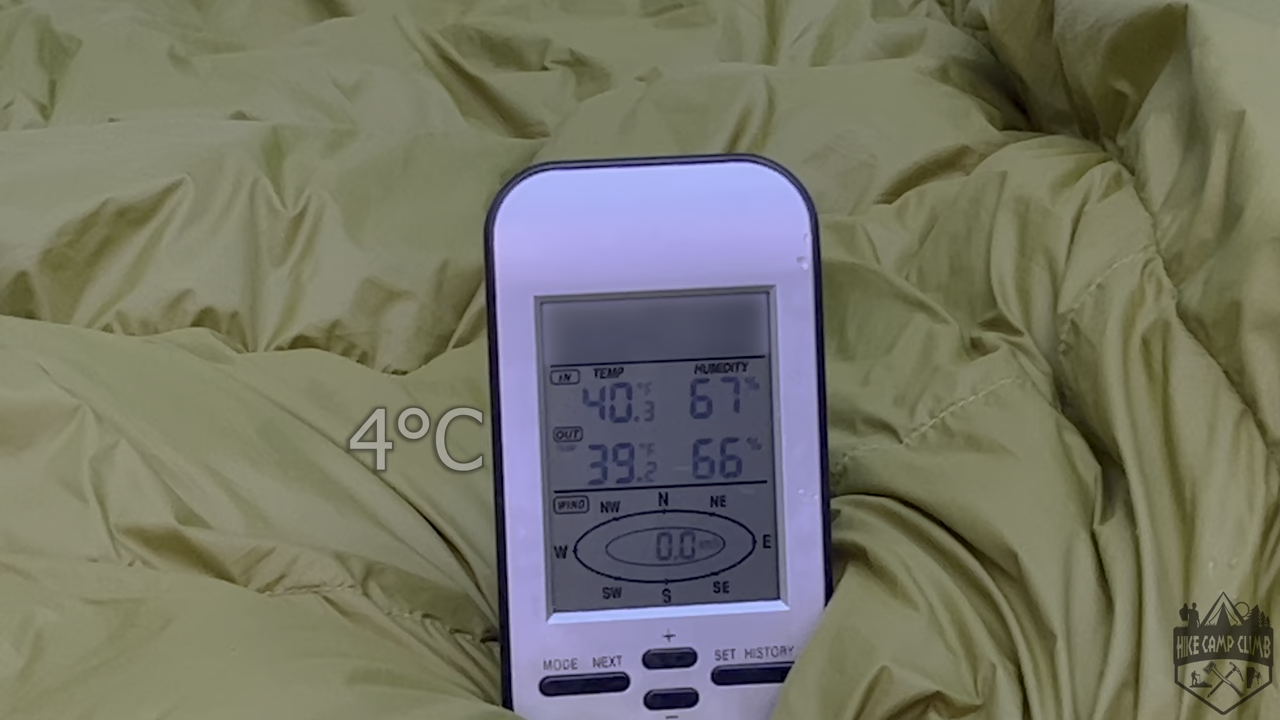 IN TEMP HUMEDITY
40.3 °F 67%
4°C
OUT
39.2 °F 66%
WIND NW N NE
W 0.0 E
SW S SE
+
MODE NEXT SET HISTORY
−
HIKE CAMP CLIMB